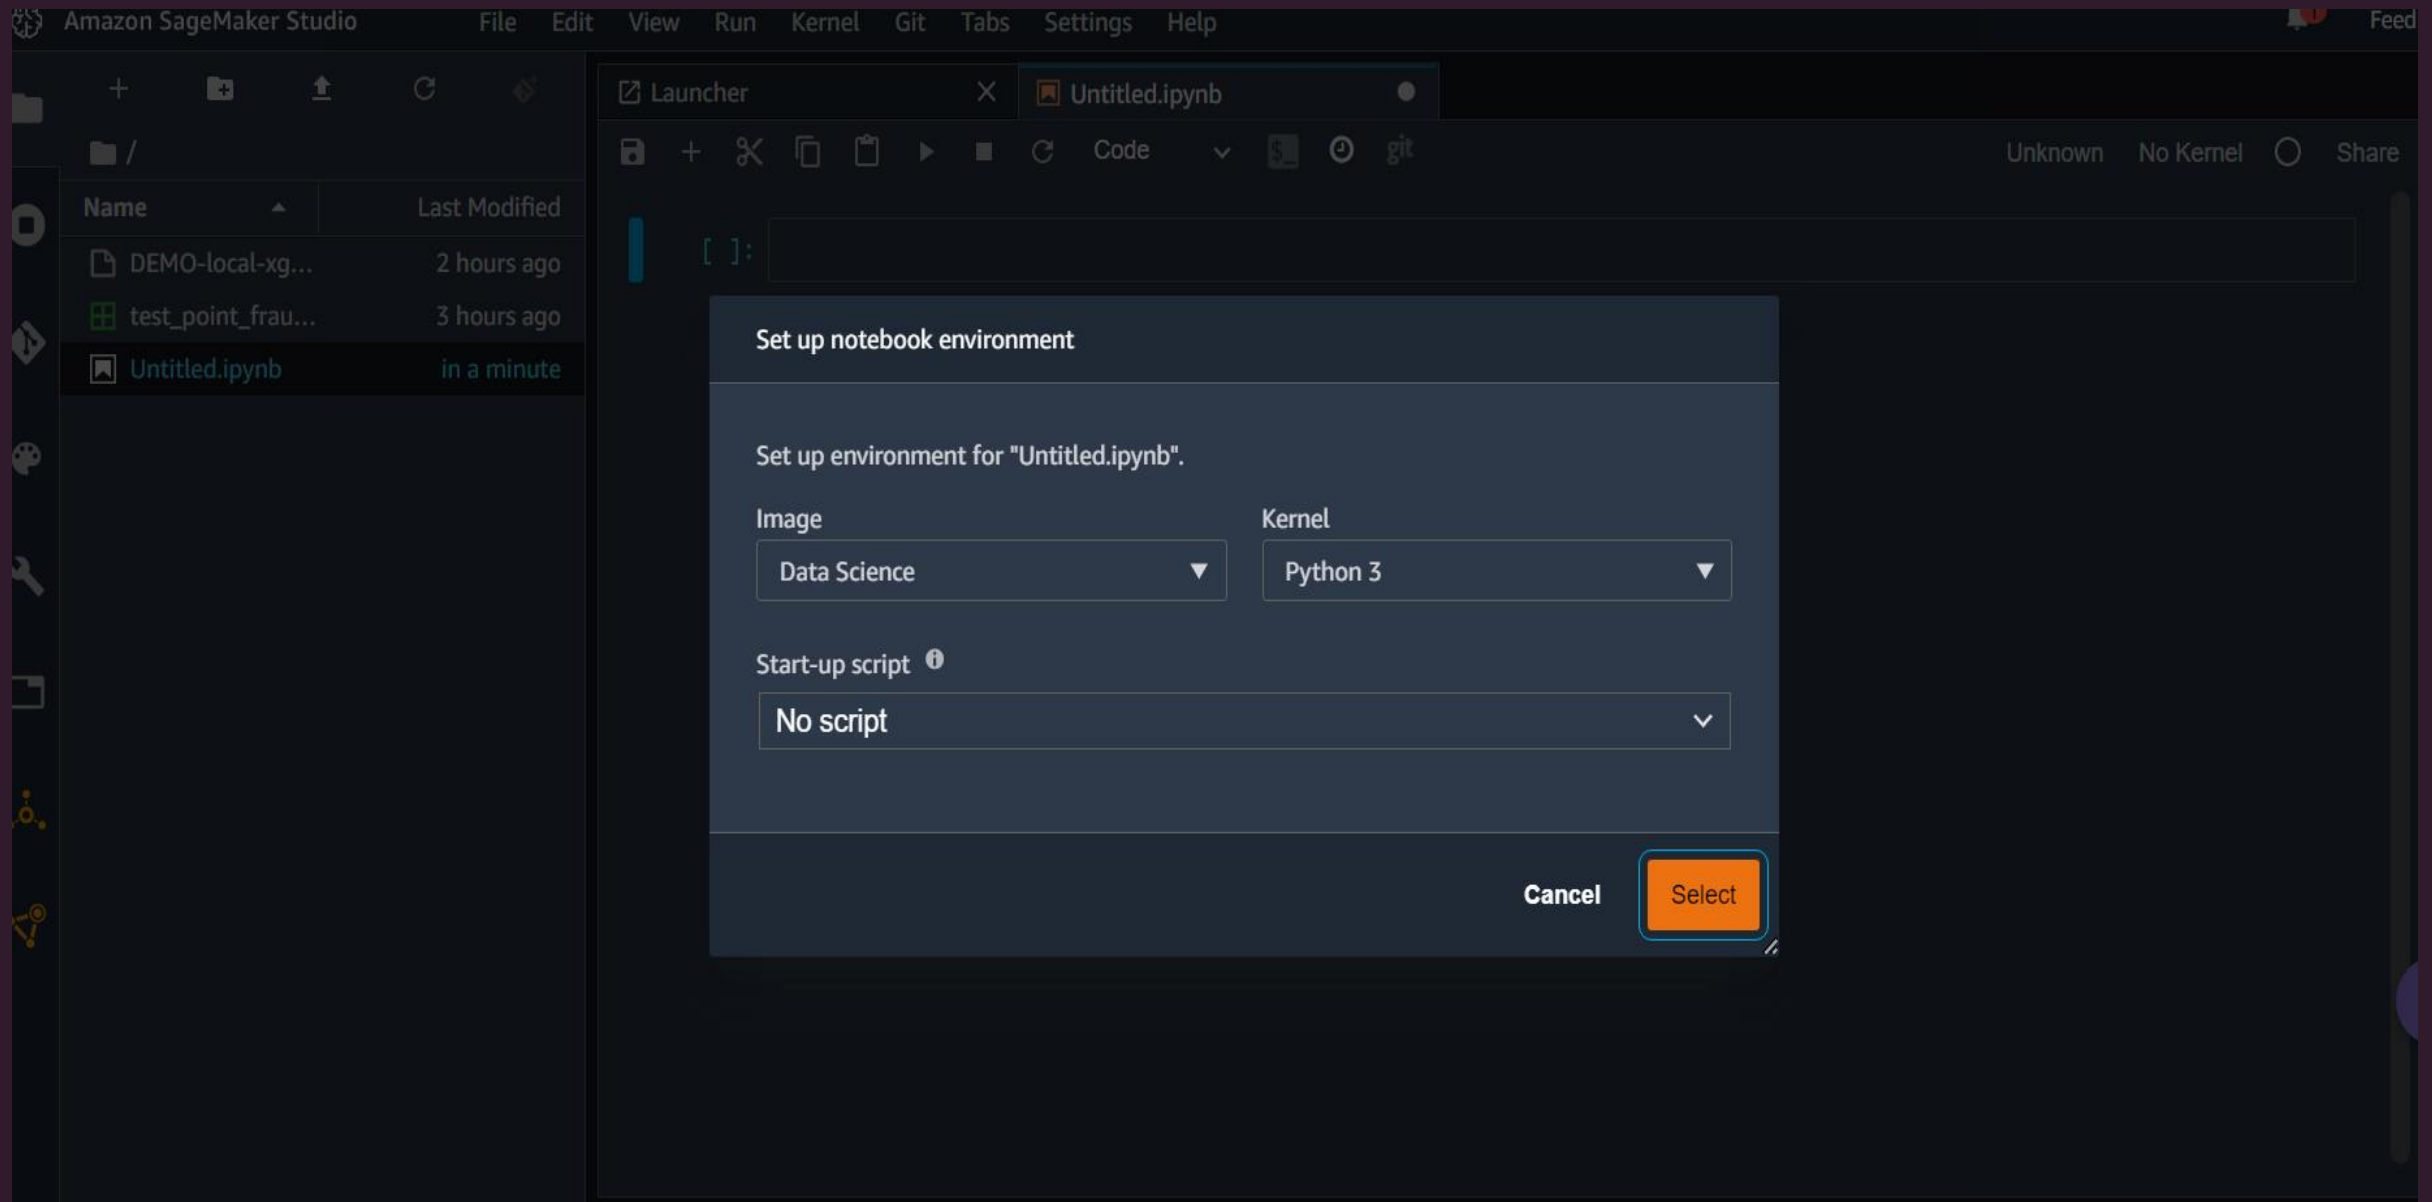 Amazon SageMaker Studio File Edit View Run Kernel Git Tabs Settings Help Feed
Launcher Untitled.ipynb
/
Code git Unknown No Kernel Share
Name Last Modified
DEMO-local-xg... 2 hours ago
test_point_frau... 3 hours ago
Untitled.ipynb in a minute
[ ]:
Set up notebook environment
Set up environment for "Untitled.ipynb".
Image Kernel
Data Science Python 3
Start-up script
No script
Cancel Select